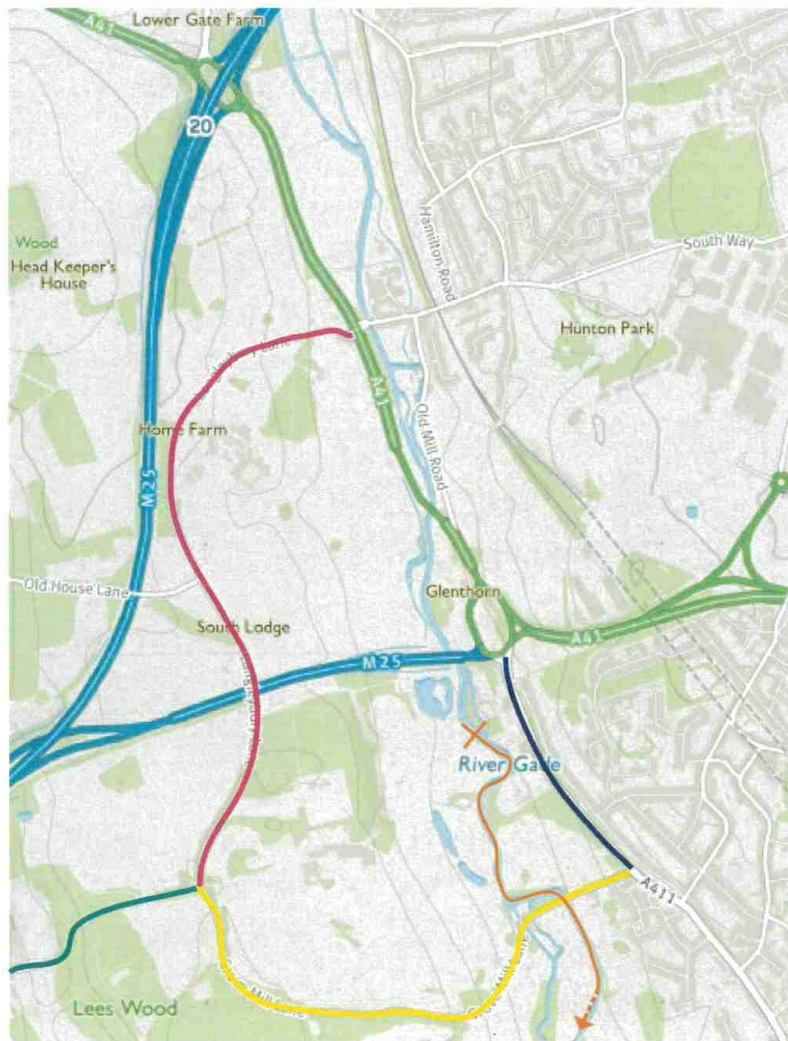 Lower Gate Farm
A41
20
Hamilton Road
South Way
Wood
Head Keeper's
House
Hunton Park
Lane
A41
Old Mill Road
Home Farm
M25
Old House Lane
Glenthorn
South Lodge
A41
M25
River Gade
A411
Lees Wood